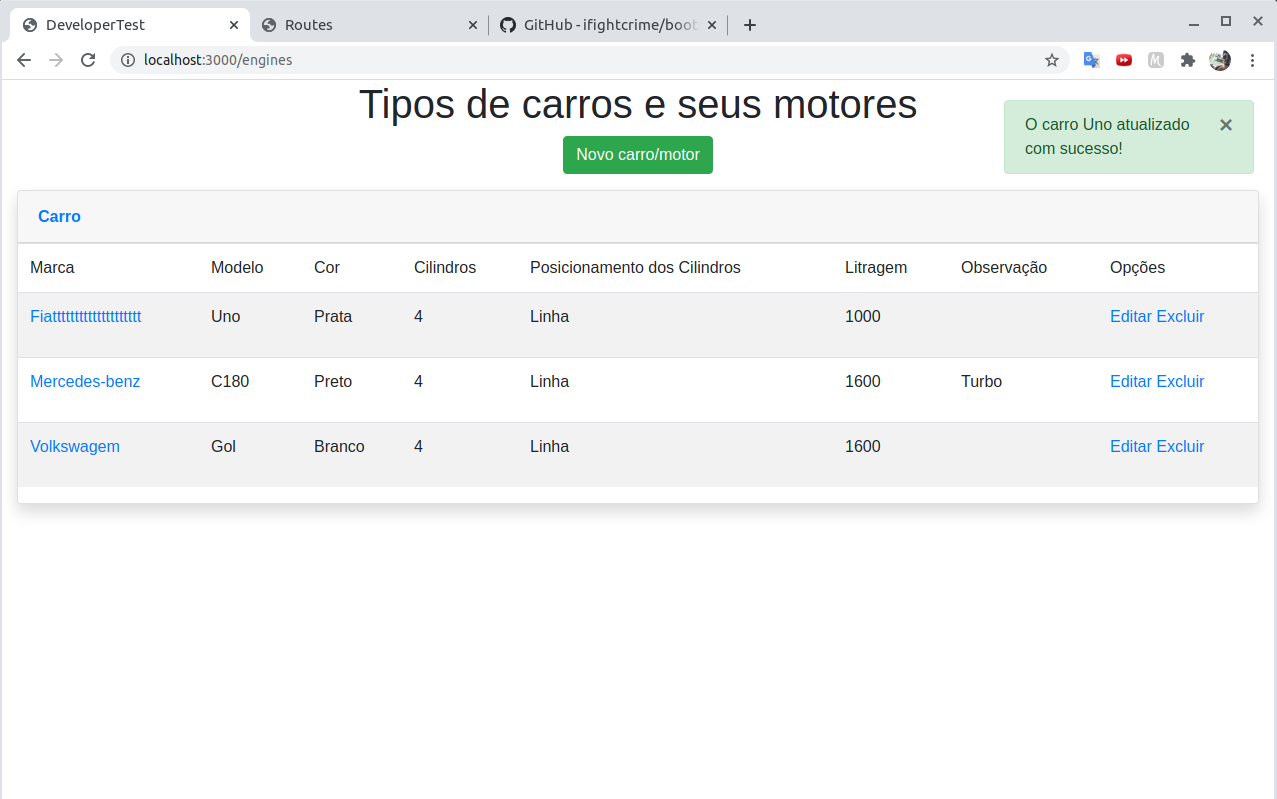 DeveloperTest
Routes
GitHub - ifightcrime/boot
localhost:3000/engines
Tipos de carros e seus motores
Novo carro/motor
O carro Uno atualizado
com sucesso!
Carro
Marca Modelo Cor Cilindros Posicionamento dos Cilindros Litragem Observação Opções
Fiatttttttttttttttttttt Uno Prata 4 Linha 1000 Editar Excluir
Mercedes-benz C180 Preto 4 Linha 1600 Turbo Editar Excluir
Volkswagem Gol Branco 4 Linha 1600 Editar Excluir